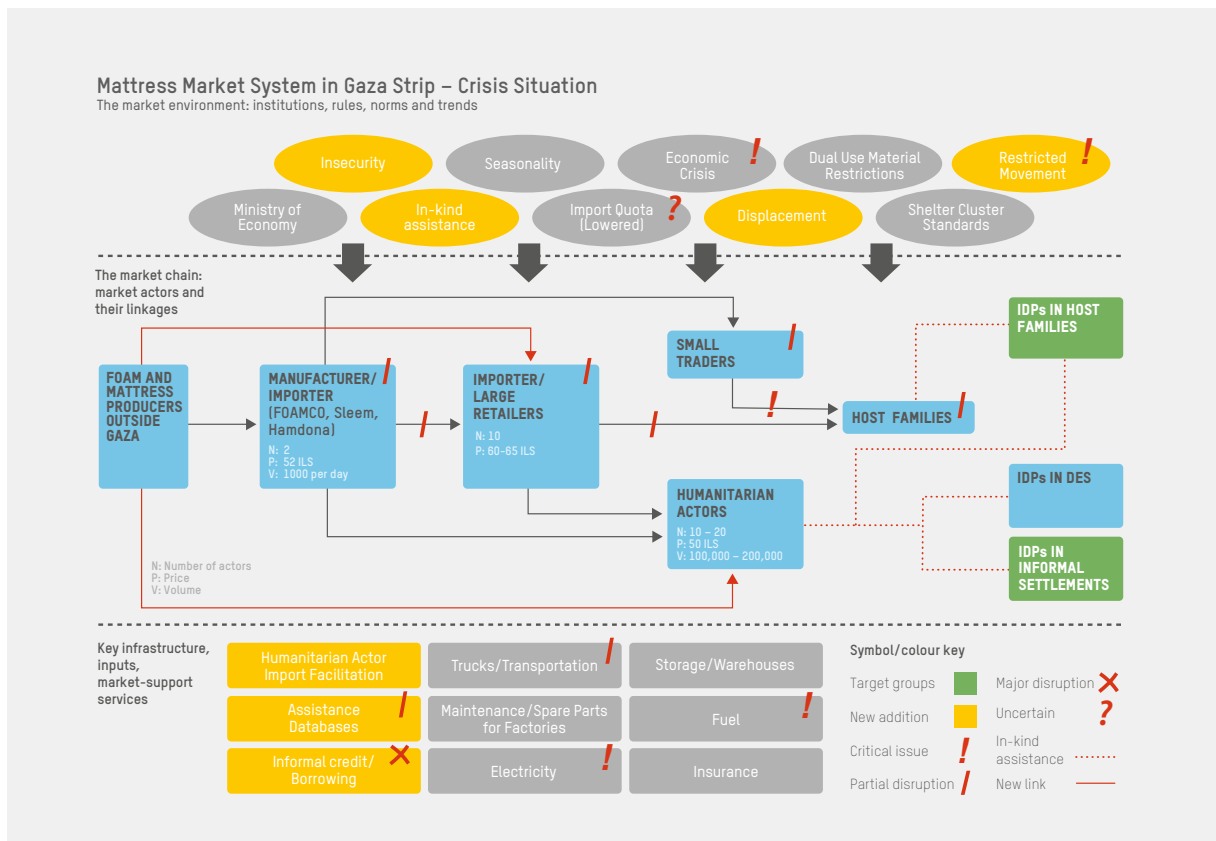 Mattress Market System in Gaza Strip – Crisis Situation
The market environment: institutions, rules, norms and trends
Insecurity
Seasonality
Economic
Crisis
!
Dual Use Material
Restrictions
Restricted
Movement
!
Ministry of
Economy
In-kind
assistance
Import Quota
(Lowered)
?
Displacement
Shelter Cluster
Standards
The market chain:
market actors and
their linkages
FOAM AND
MATTRESS
PRODUCERS
OUTSIDE
GAZA
MANUFACTURER/
IMPORTER
(FOAMCO, Sleem,
Hamdona)
N: 2
P: 52 ILS
V: 1000 per day
IMPORTER/
LARGE
RETAILERS
N: 10
P: 60-65 ILS
SMALL
TRADERS
!
HOST FAMILIES
HUMANITARIAN
ACTORS
N: 10 – 20
P: 50 ILS
V: 100,000 – 200,000
IDPs IN HOST
FAMILIES
IDPs IN DES
IDPs IN
INFORMAL
SETTLEMENTS
N: Number of actors
P: Price
V: Volume
Key infrastructure,
inputs,
market-support
services
Humanitarian Actor
Import Facilitation
Trucks/Transportation
Storage/Warehouses
Assistance
Databases
Maintenance/Spare Parts
for Factories
Fuel
!
Informal credit/
Borrowing
Electricity
!
Insurance
Symbol/colour key
Target groups
Major disruption
New addition
Uncertain ?
Critical issue !
In-kind
assistance
Partial disruption /
New link